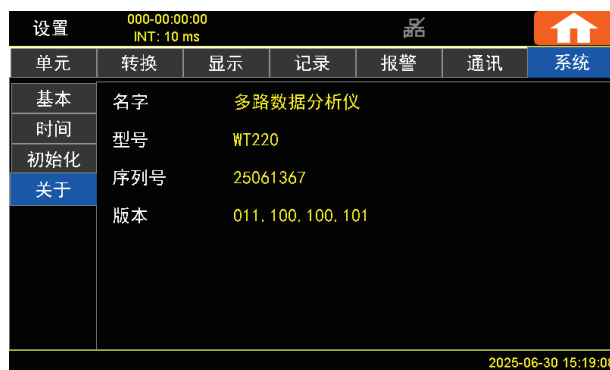 设置
000-00:00:00
INT: 10 ms
单元 转换 显示 记录 报警 通讯 系统
基本
时间
初始化
关于
名字 多路数据分析仪
型号 WT220
序列号 25061367
版本 011.100.100.101
2025-06-30 15:19:08